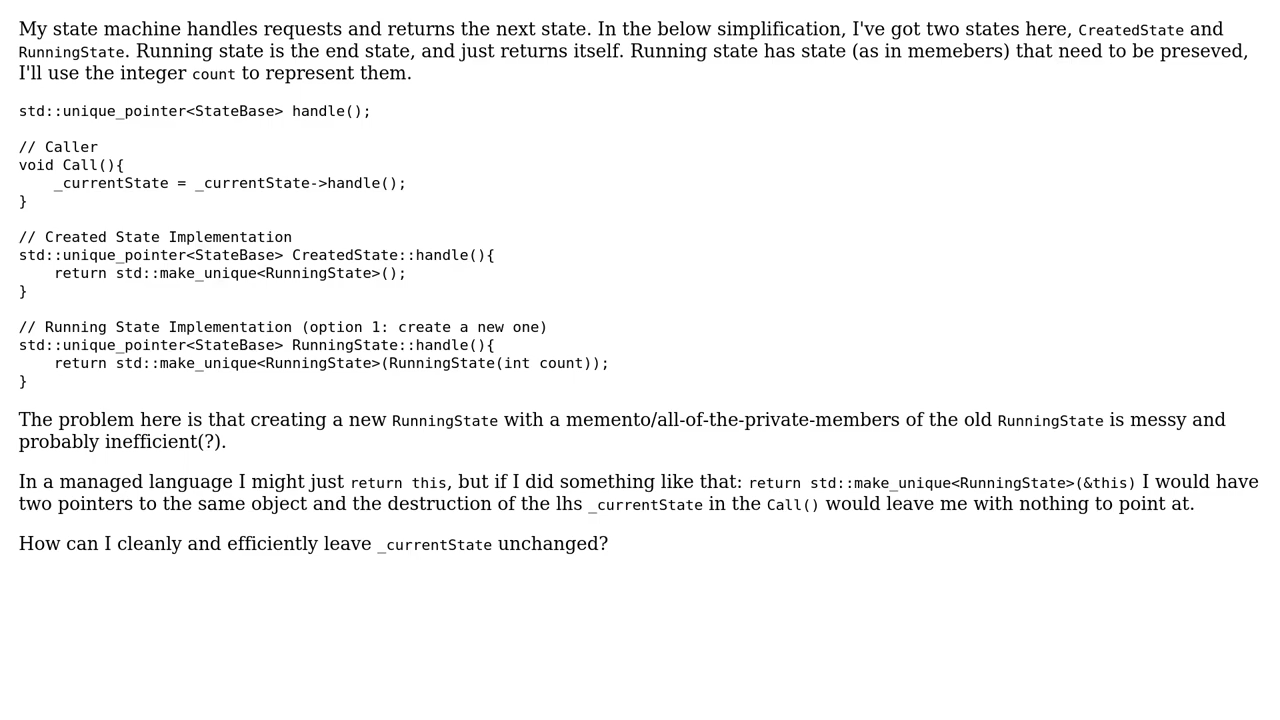 My state machine handles requests and returns the next state. In the below simplification, I've got two states here, CreatedState and
RunningState. Running state is the end state, and just returns itself. Running state has state (as in memebers) that need to be preseved,
I'll use the integer count to represent them.
std::unique_pointer<StateBase> handle();
// Caller
void Call(){
    _currentState = _currentState->handle();
}
// Created State Implementation
std::unique_pointer<StateBase> CreatedState::handle(){
    return std::make_unique<RunningState>();
}
// Running State Implementation (option 1: create a new one)
std::unique_pointer<StateBase> RunningState::handle(){
    return std::make_unique<RunningState>(RunningState(int count));
}
The problem here is that creating a new RunningState with a memento/all-of-the-private-members of the old RunningState is messy and
probably inefficient(?).
In a managed language I might just return this, but if I did something like that: return std::make_unique<RunningState>(&this) I would have
two pointers to the same object and the destruction of the lhs _currentState in the Call() would leave me with nothing to point at.
How can I cleanly and efficiently leave _currentState unchanged?